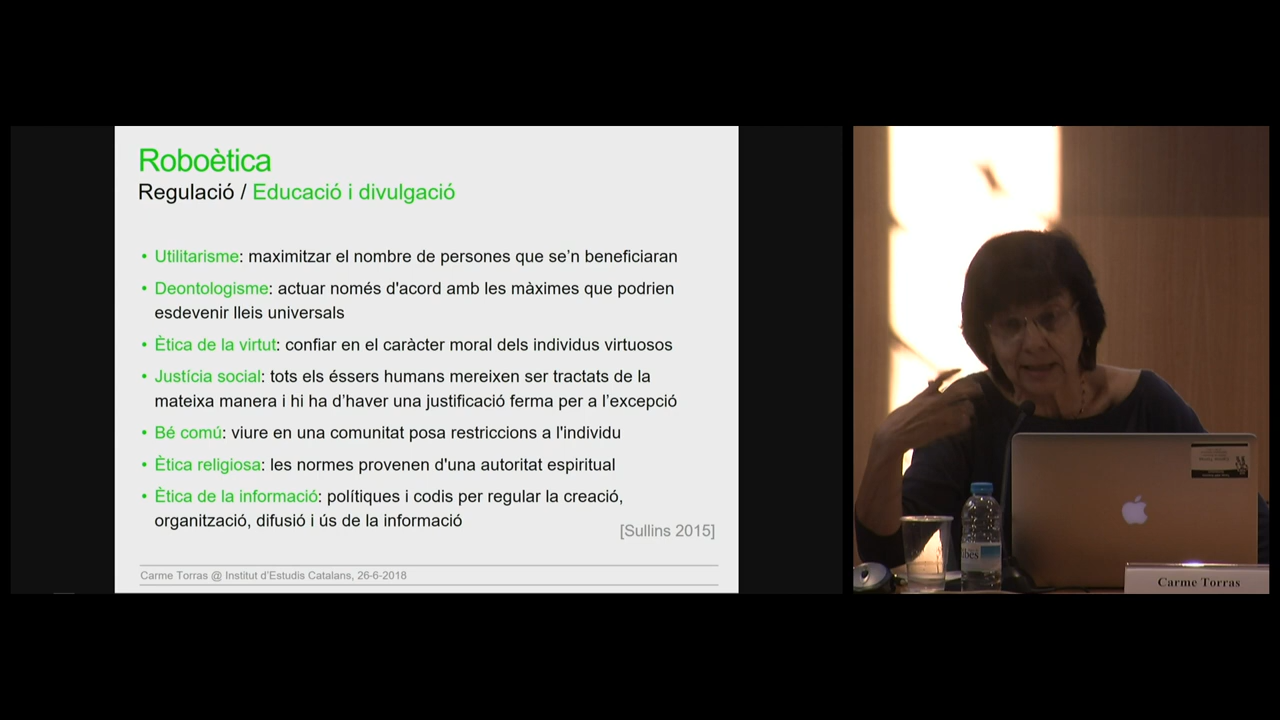 Roboètica
Regulació / Educació i divulgació
• Utilitarisme: maximitzar el nombre de persones que se’n beneficiaran
• Deontologisme: actuar només d'acord amb les màximes que podrien
esdevenir lleis universals
• Ètica de la virtut: confiar en el caràcter moral dels individus virtuosos
• Justícia social: tots els éssers humans mereixen ser tractats de la
mateixa manera i hi ha d’haver una justificació ferma per a l’excepció
• Bé comú: viure en una comunitat posa restriccions a l'individu
• Ètica religiosa: les normes provenen d'una autoritat espiritual
• Ètica de la informació: polítiques i codis per regular la creació,
organització, difusió i ús de la informació
[Sullins 2015]
Carme Torras @ Institut d’Estudis Catalans, 26-6-2018
Carme Torras